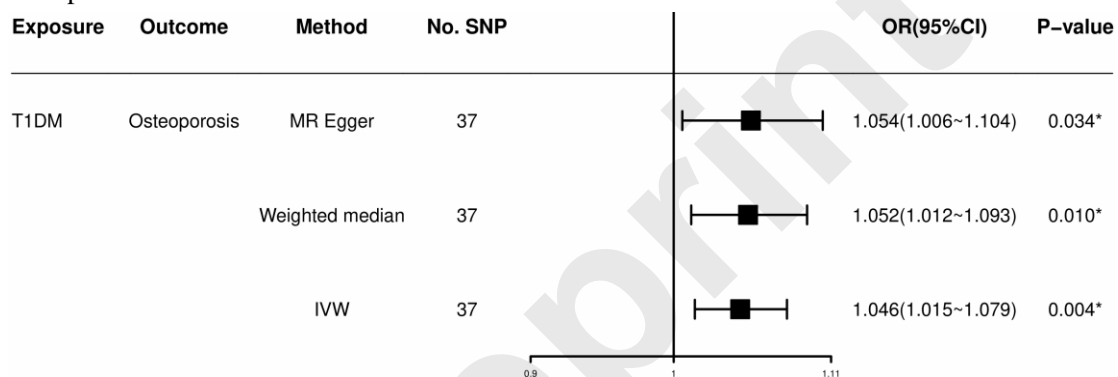 Exposure Outcome Method No. SNP OR(95%CI) P−value
T1DM Osteoporosis MR Egger 37 1.054(1.006~1.104) 0.034*
Weighted median 37 1.052(1.012~1.093) 0.010*
IVW 37 1.046(1.015~1.079) 0.004*
0.9 1 1.11